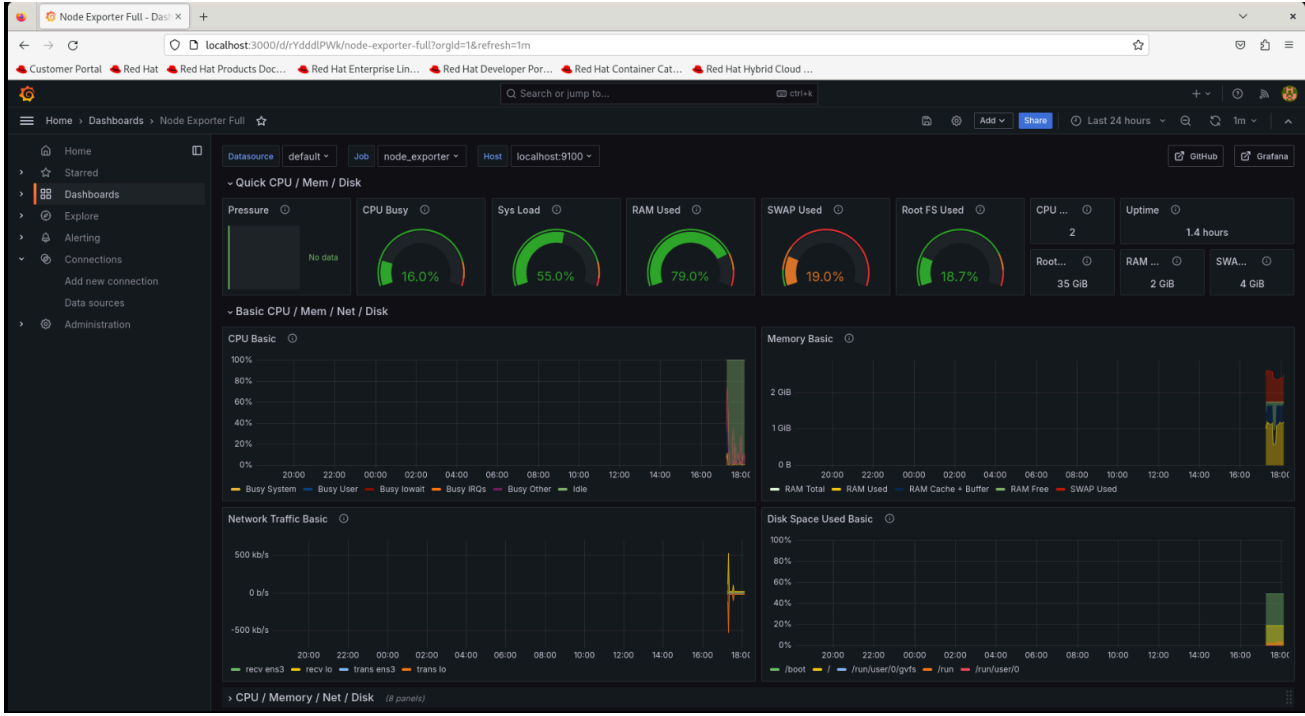 Node Exporter Full - Dash
localhost:3000/d/rYdddlPWk/node-exporter-full?orgId=1&refresh=1m
Customer Portal Red Hat Red Hat Products Doc... Red Hat Enterprise Lin... Red Hat Developer Por... Red Hat Container Cat... Red Hat Hybrid Cloud ...
Search or jump to... ctrl+k
Home › Dashboards › Node Exporter Full Add Share Last 24 hours 1m
Home
Starred
Dashboards
Explore
Alerting
Connections
Add new connection
Data sources
Administration
Datasource default Job node_exporter Host localhost:9100 GitHub Grafana
Quick CPU / Mem / Disk
Pressure CPU Busy Sys Load RAM Used SWAP Used Root FS Used CPU ... Uptime
No data 16.0% 55.0% 79.0% 19.0% 18.7% 2 1.4 hours
Root... RAM ... SWA...
35 GiB 2 GiB 4 GiB
Basic CPU / Mem / Net / Disk
CPU Basic
100%
80%
60%
40%
20%
0%
20:00 22:00 00:00 02:00 04:00 06:00 08:00 10:00 12:00 14:00 16:00 18:00
Busy System Busy User Busy Iowait Busy IRQs Busy Other Idle
Memory Basic
2 GiB
1 GiB
0 B
20:00 22:00 00:00 02:00 04:00 06:00 08:00 10:00 12:00 14:00 16:00 18:00
RAM Total RAM Used RAM Cache + Buffer RAM Free SWAP Used
Network Traffic Basic
500 kb/s
0 b/s
-500 kb/s
20:00 22:00 00:00 02:00 04:00 06:00 08:00 10:00 12:00 14:00 16:00 18:00
recv ens3 recv lo trans ens3 trans lo
Disk Space Used Basic
100%
80%
60%
40%
20%
0%
20:00 22:00 00:00 02:00 04:00 06:00 08:00 10:00 12:00 14:00 16:00 18:00
/boot / /run/user/0/gvfs /run /run/user/0
CPU / Memory / Net / Disk (8 panels)